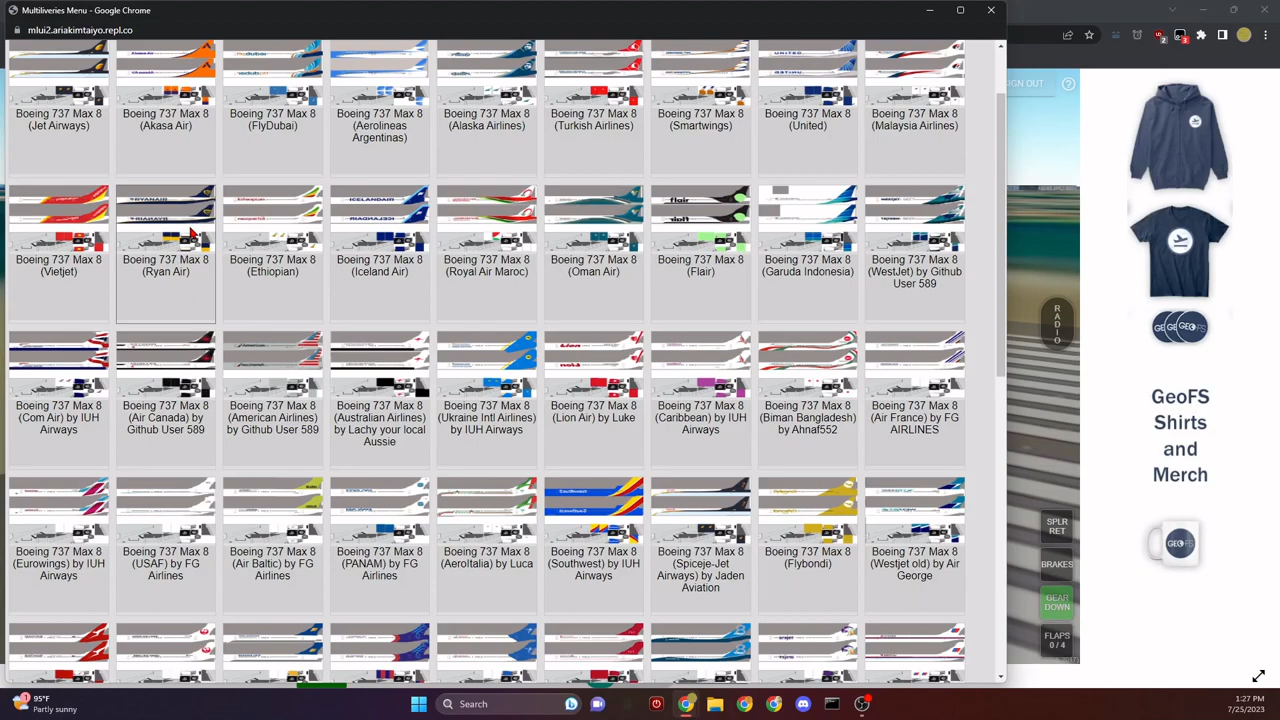 Multiliveries Menu - Google Chrome
mlui2.ariakimtaiyo.repl.co
SIGN OUT
UNITED
Boeing 737 Max 8
(Jet Airways)
Boeing 737 Max 8
(Akasa Air)
Boeing 737 Max 8
(FlyDubai)
Boeing 737 Max 8
(Aerolineas
Argentinas)
Boeing 737 Max 8
(Alaska Airlines)
Boeing 737 Max 8
(Turkish Airlines)
Boeing 737 Max 8
(Smartwings)
Boeing 737 Max 8
(United)
Boeing 737 Max 8
(Malaysia Airlines)
RYANAIR
ICELANDAIR
flair
Boeing 737 Max 8
(Vietjet)
Boeing 737 Max 8
(Ryan Air)
Boeing 737 Max 8
(Ethiopian)
Boeing 737 Max 8
(Iceland Air)
Boeing 737 Max 8
(Royal Air Maroc)
Boeing 737 Max 8
(Oman Air)
Boeing 737 Max 8
(Flair)
Boeing 737 Max 8
(Garuda Indonesia)
Boeing 737 Max 8
(WestJet) by Github
User 589
Boeing 737 Max 8
(Com Air) by IUH
Airways
Boeing 737 Max 8
(Air Canada) by
Github User 589
Boeing 737 Max 8
(American Airlines)
by Github User 589
Boeing 737 Max 8
(Australian Airlines)
by Lachy your local
Aussie
Boeing 737 Max 8
(Ukraine Intl Airlines)
by IUH Airways
Boeing 737 Max 8
(Lion Air) by Luke
Boeing 737 Max 8
(Caribbean) by IUH
Airways
Boeing 737 Max 8
(Biman Bangladesh)
by Ahnaf552
Boeing 737 Max 8
(Air France) by FG
AIRLINES
Boeing 737 Max 8
(Eurowings) by IUH
Airways
Boeing 737 Max 8
(USAF) by FG
Airlines
Boeing 737 Max 8
(Air Baltic) by FG
Airlines
Boeing 737 Max 8
(PANAM) by FG
Airlines
Boeing 737 Max 8
(AeroItalia) by Luca
Boeing 737 Max 8
(Southwest) by IUH
Airways
Boeing 737 Max 8
(Spiceje-Jet
Airways) by Jaden
Aviation
Boeing 737 Max 8
(Flybondi)
Boeing 737 Max 8
(Westjet old) by Air
George
RADIO
SPLR
RET
BRAKES
GEAR
DOWN
FLAPS
0 / 4
GEOFS
GeoFS
Shirts
and
Merch
GEOFS
95°F
Partly sunny
Search
1:27 PM
7/25/2023